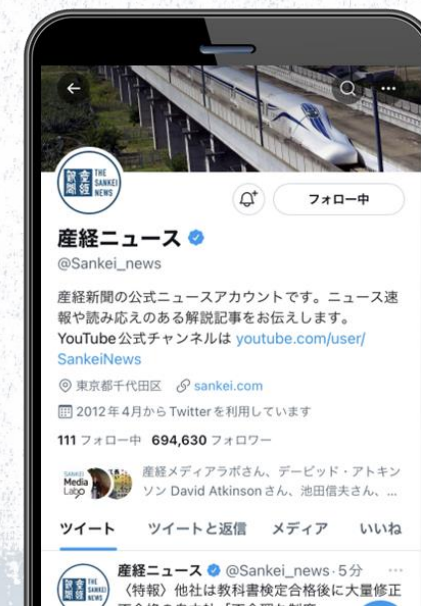 産経
新聞
THE
SANKEI
NEWS
フォロー中
産経ニュース
@Sankei_news
産経新聞の公式ニュースアカウントです。ニュース速
報や読み応えのある解説記事をお伝えします。
YouTube公式チャンネルは youtube.com/user/
SankeiNews
東京都千代田区 sankei.com
2012年4月からTwitterを利用しています
111 フォロー中 694,630 フォロワー
SANKEI
Media
Labo
産経メディアラボさん、デービッド・アトキン
ソン David Atkinsonさん、池田信夫さん、...
ツイート ツイートと返信 メディア いいね
産経ニュース @Sankei_news · 5分
〈特報〉他社は教科書検定合格後に大量修正